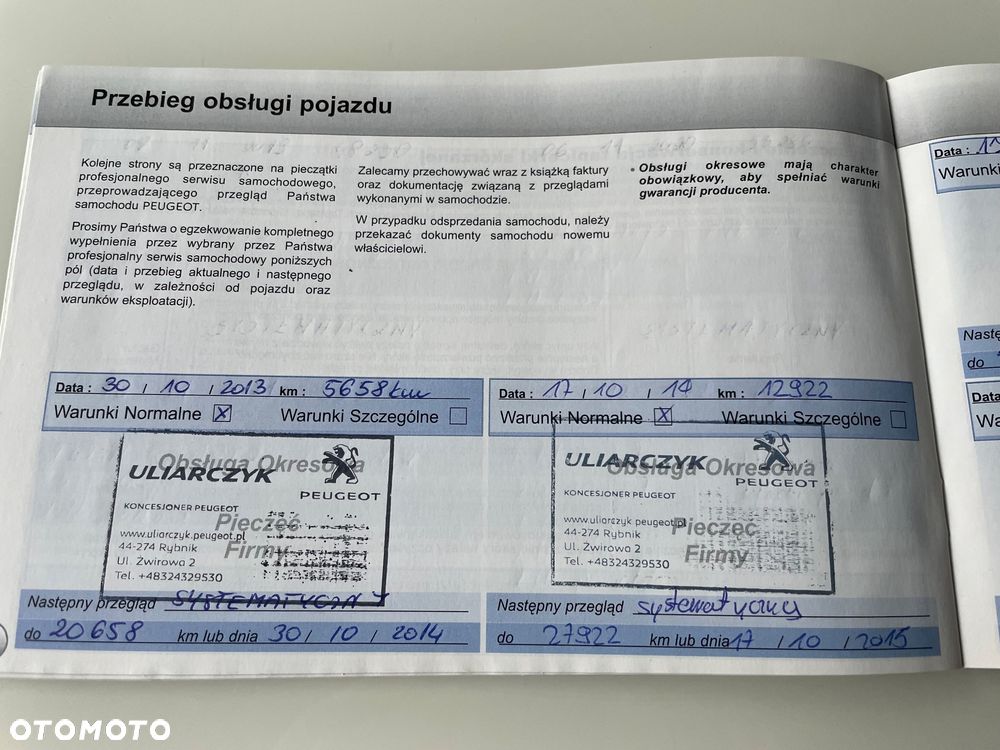 Przebieg obsługi pojazdu
Kolejne strony są przeznaczone na pieczątki
profesjonalnego serwisu samochodowego,
przeprowadzającego przegląd Państwa
samochodu PEUGEOT.
Prosimy Państwa o egzekwowanie kompletnego
wypełnienia przez wybrany przez Państwa
profesjonalny serwis samochodowy poniższych
pól (data i przebieg aktualnego i następnego
przeglądu, w zależności od pojazdu oraz
warunków eksploatacji).
Zalecamy przechowywać wraz z książką faktury
oraz dokumentację związaną z przeglądami
wykonanymi w samochodzie.
W przypadku odsprzedania samochodu, należy
przekazać dokumenty samochodu nowemu
właścicielowi.
• Obsługi okresowe mają charakter
obowiązkowy, aby spełniać warunki
gwarancji producenta.
Data : 30 / 10 / 2013 km : 5658km
Warunki Normalne X Warunki Szczególne
Obsługa Okresowa
ULIARCZYK
PEUGEOT
KONCESJONER PEUGEOT
Pieczęć
Firmy
www.uliarczyk.peugeot.pl
44-274 Rybnik
Ul. Żwirowa 2
Tel. +48324329530
Następny przegląd SYSTEMATYCZNY
do 20658 km lub dnia 30 / 10 / 2014
Data : 17 / 10 / 14 km : 12922
Warunki Normalne X Warunki Szczególne
Obsługa Okresowa
ULIARCZYK
PEUGEOT
KONCESJONER PEUGEOT
Pieczęć
Firmy
www.uliarczyk.peugeot.pl
44-274 Rybnik
Ul. Żwirowa 2
Tel. +48324329530
Następny przegląd systematyczny
do 27922 km lub dnia 17 / 10 / 2015
Data :
do
Data
OTOMOTO